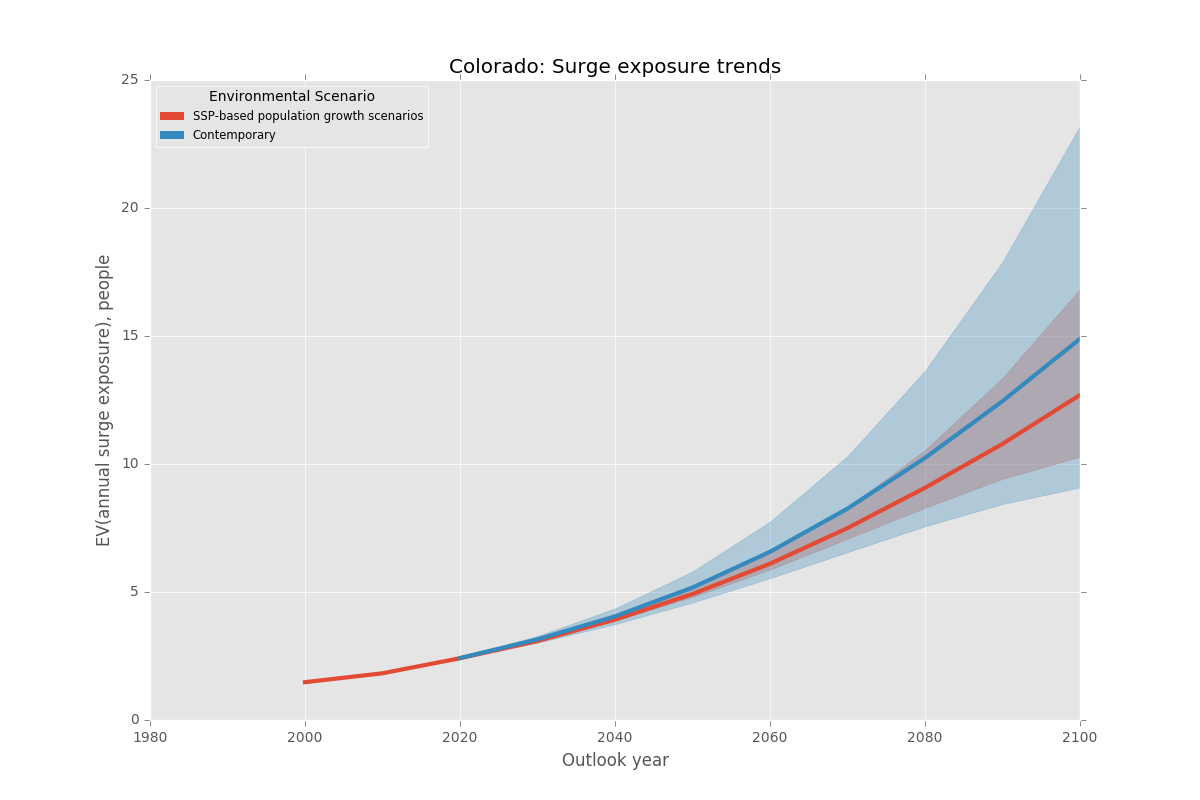 Colorado: Surge exposure trends
Environmental Scenario
SSP-based population growth scenarios
Contemporary
25
20
15
10
5
0
EV(annual surge exposure), people
1980 2000 2020 2040 2060 2080 2100
Outlook year